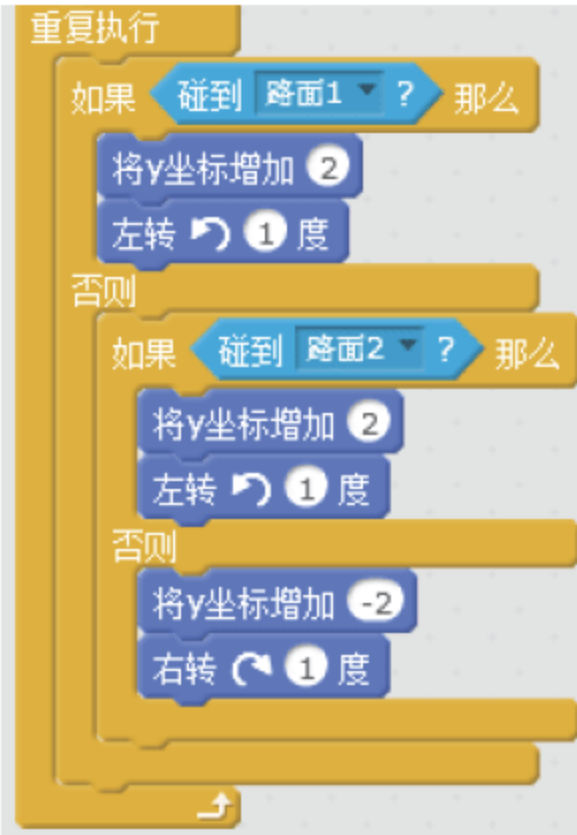 重复执行
如果 碰到 路面1 ? 那么
将y坐标增加 2
左转 1 度
否则
如果 碰到 路面2 ? 那么
将y坐标增加 2
左转 1 度
否则
将y坐标增加 -2
右转 1 度